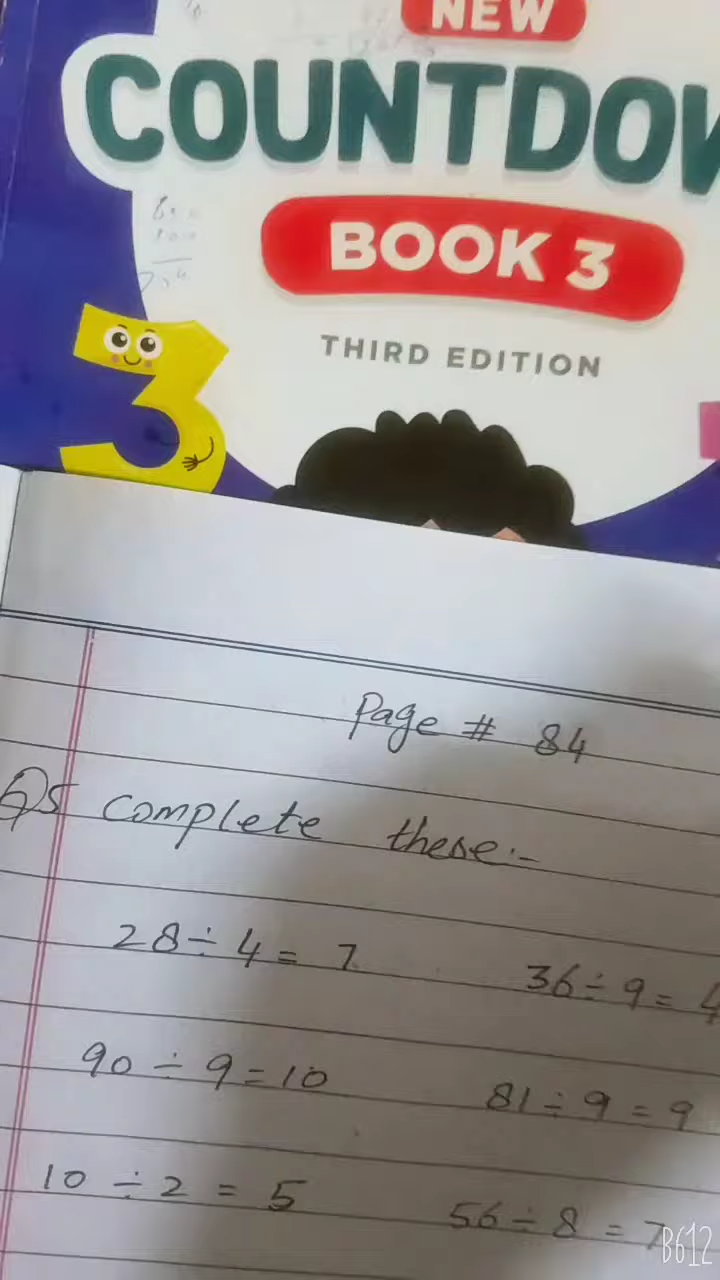 NEW
COUNTDOW
BOOK 3
THIRD EDITION
Page # 84
Q5 Complete these:-
28 ÷ 4 = 7 36 ÷ 9 = 4
90 ÷ 9 = 10 81 ÷ 9 = 9
10 ÷ 2 = 5 56 ÷ 8 = 7
B612